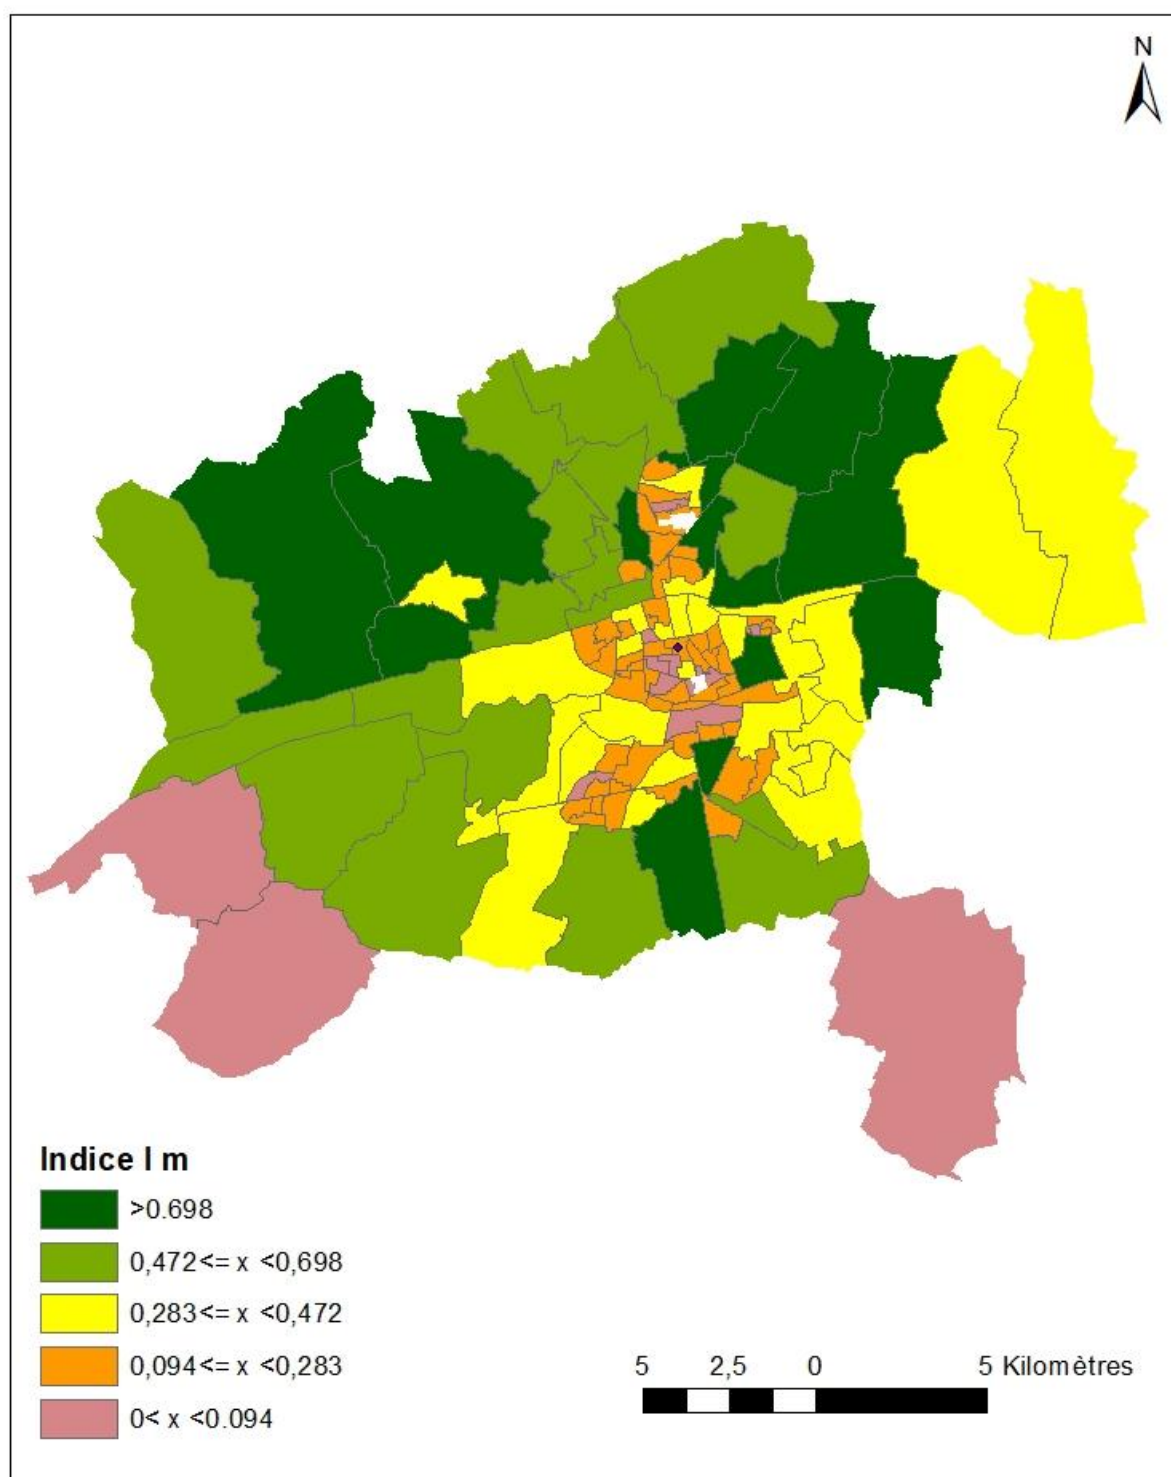 N
Indice I m
>0.698
0,472<= x <0,698
0,283<= x <0,472
0,094<= x <0,283
0< x <0.094
5 2,5 0 5 Kilomètres